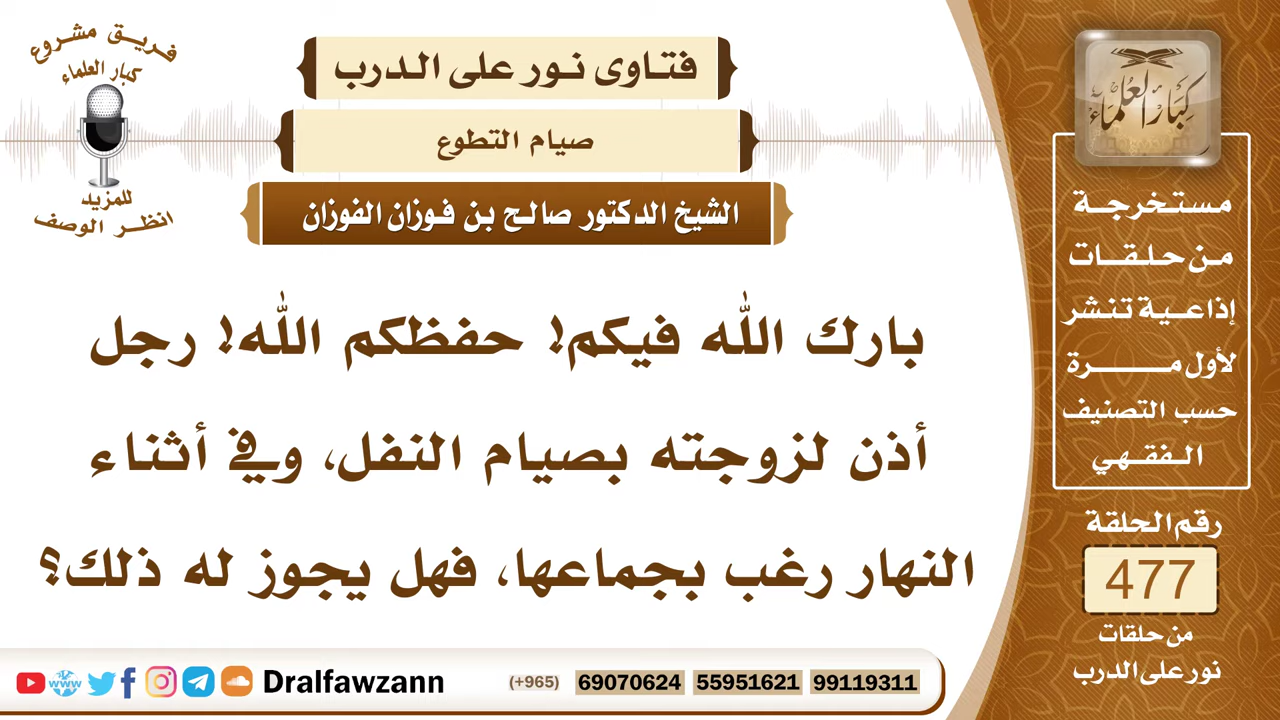 فريق مشروع
كبار العلماء
للمزيد
انظر الوصف
فتاوى نور على الدرب
صيام التطوع
الشيخ الدكتور صالح بن فوزان الفوزان
بارك الله فيكم! حفظكم الله! رجل
أذن لزوجته بصيام النفل، وفي أثناء
النهار رغب بجماعها، فهل يجوز له ذلك؟
كبار العلماء
مستخرجة
من حلقات
إذاعية تنشر
لأول مرة
حسب التصنيف
الفقهي
رقم الحلقة
477
من حلقات
نور على الدرب
www
Dralfawzann
(+965) 69070624 55951621 99119311